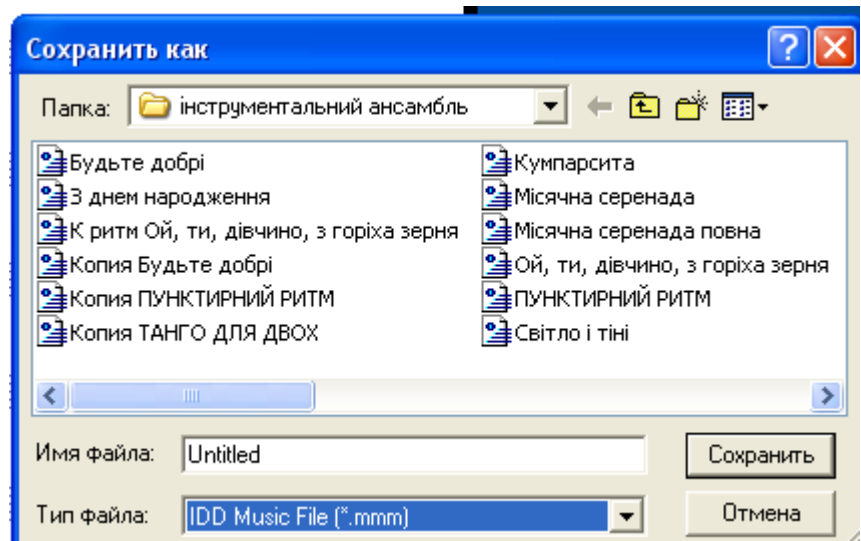 Сохранить как
Папка: інструментальний ансамбль
Будьте добрі
З днем народження
К ритм Ой, ти, дівчино, з горіха зерня
Копия Будьте добрі
Копия ПУНКТИРНИЙ РИТМ
Копия ТАНГО ДЛЯ ДВОХ
Кумпарсита
Місячна серенада
Місячна серенада повна
Ой, ти, дівчино, з горіха зерня
ПУНКТИРНИЙ РИТМ
Світло і тіні
Имя файла: Untitled
Сохранить
Тип файла: IDD Music File (*.mmm)
Отмена